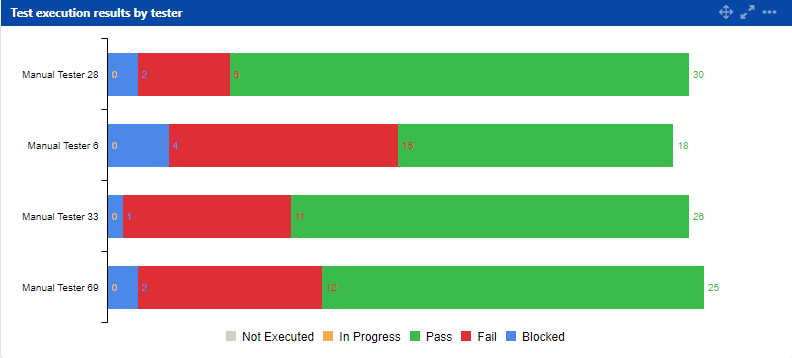 Test execution results by tester
Manual Tester 28 0 2 6 30
Manual Tester 6 0 4 15 18
Manual Tester 33 0 1 11 26
Manual Tester 69 0 2 12 25
Not Executed In Progress Pass Fail Blocked